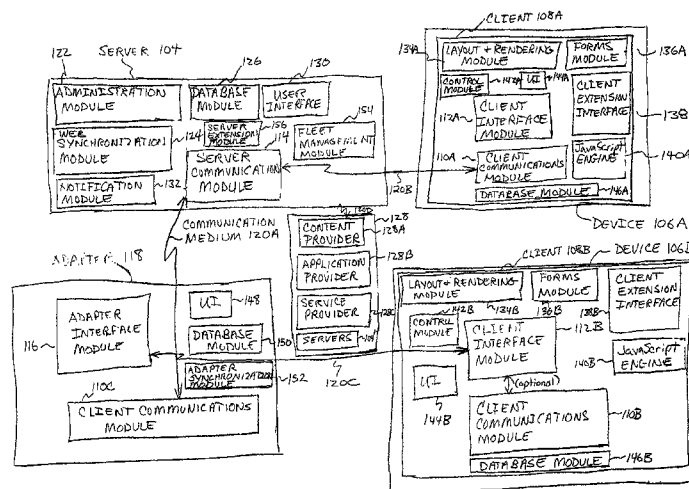 122
SERVER 104
126
130
ADMINISTRATION
MODULE
DATABASE
MODULE
USER
INTERFACE
154
WEB
SYNCHRONIZATION
MODULE
124
SERVER
EXTENSION
MODULE
156
114
FLEET
MANAGEMENT
MODULE
NOTIFICATION
MODULE
132
SERVER
COMMUNICATION
MODULE
120B
CLIENT 108A
134A
LAYOUT + RENDERING
MODULE
FORMS
MODULE
136A
CONTROL
MODULE
142A
UI
144A
CLIENT
EXTENSION
INTERFACE
138A
112A
CLIENT
INTERFACE
MODULE
110A
CLIENT
COMMUNICATIONS
MODULE
JAVASCRIPT
ENGINE
140A
DATABASE MODULE
146A
DEVICE 106A
COMMUNICATION
MEDIUM 120A
128
CONTENT
PROVIDER
128A
APPLICATION
PROVIDER
128B
SERVICE
PROVIDER
128C
SERVERS
ADAPTER 118
116
ADAPTER
INTERFACE
MODULE
UI
148
DATABASE
MODULE
150
ADAPTER
SYNCHRONIZATION
MODULE
152
110C
CLIENT COMMUNICATIONS
MODULE
120C
CLIENT 108B
DEVICE 106B
LAYOUT + RENDERING
MODULE
134B
FORMS
MODULE
136B
CLIENT
EXTENSION
INTERFACE
138B
CONTROL
MODULE
142B
CLIENT
INTERFACE
MODULE
112B
140B
JAVASCRIPT
ENGINE
UI
144B
(optional)
CLIENT
COMMUNICATIONS
MODULE
110B
DATABASE MODULE
146B